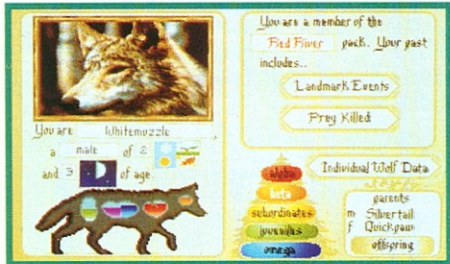 You are Whitemuzzle
a male of 2
and 3 of age.
You are a member of the
Red River pack. Your past
includes..
Landmark Events
Prey Killed
Individual Wolf Data
alpha
beta
subordinates
juveniles
omega
parents
m Silvertail
f Quickpaw
offspring